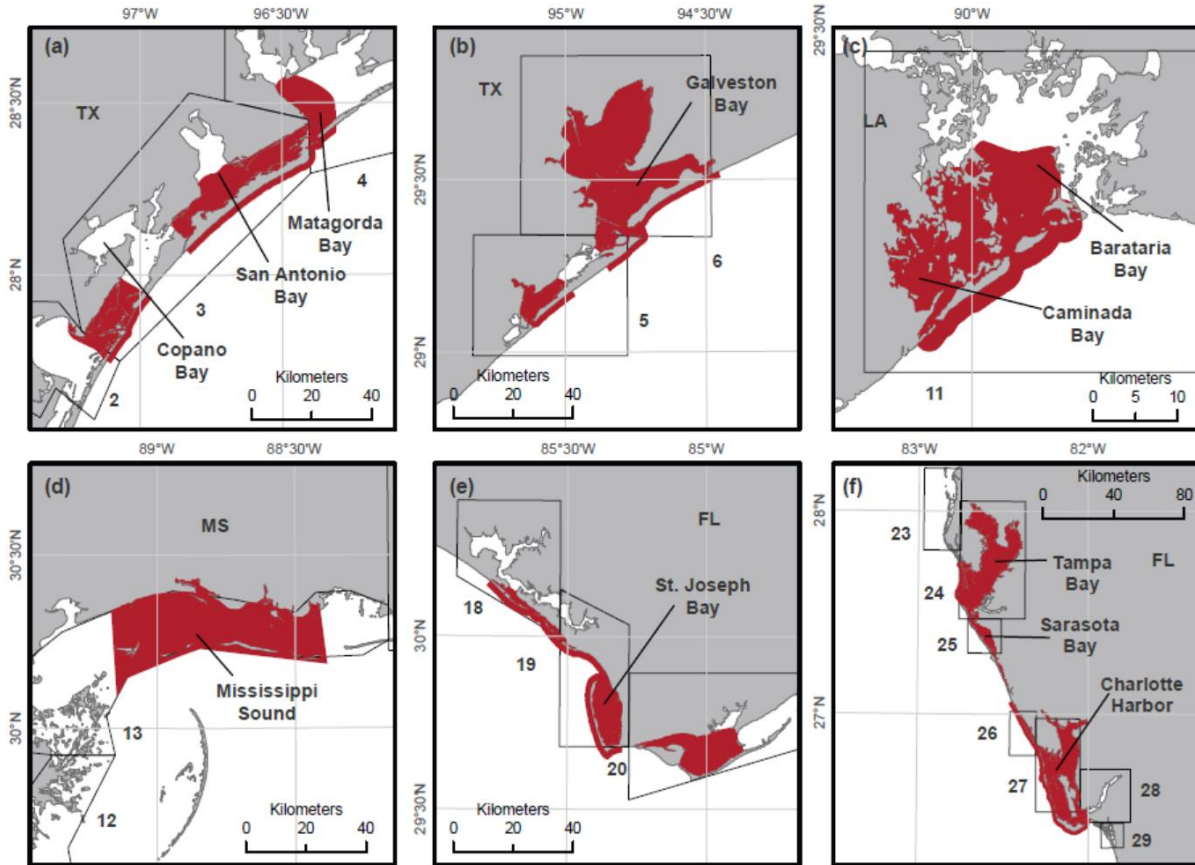 97°W 96°30'W
28°30'N
28°N
(a)
TX
4
Matagorda
Bay
San Antonio
Bay
3
Copano
Bay
2
Kilometers
0 20 40
95°W 94°30'W
29°30'N
29°N
(b)
TX
Galveston
Bay
6
5
Kilometers
0 20 40
90°W
29°30'N
(c)
LA
Barataria
Bay
Caminada
Bay
Kilometers
11
0 5 10
89°W 88°30'W
30°30'N
30°N
(d)
MS
Mississippi
Sound
13
12
Kilometers
0 20 40
85°30'W 85°W
30°N
29°30'N
(e)
FL
St. Joseph
Bay
18
19
20
Kilometers
0 20 40
83°W 82°W
28°N
27°N
(f)
Kilometers
0 40 80
23
Tampa
Bay
FL
24
25
Sarasota
Bay
Charlotte
Harbor
26
27
28
29